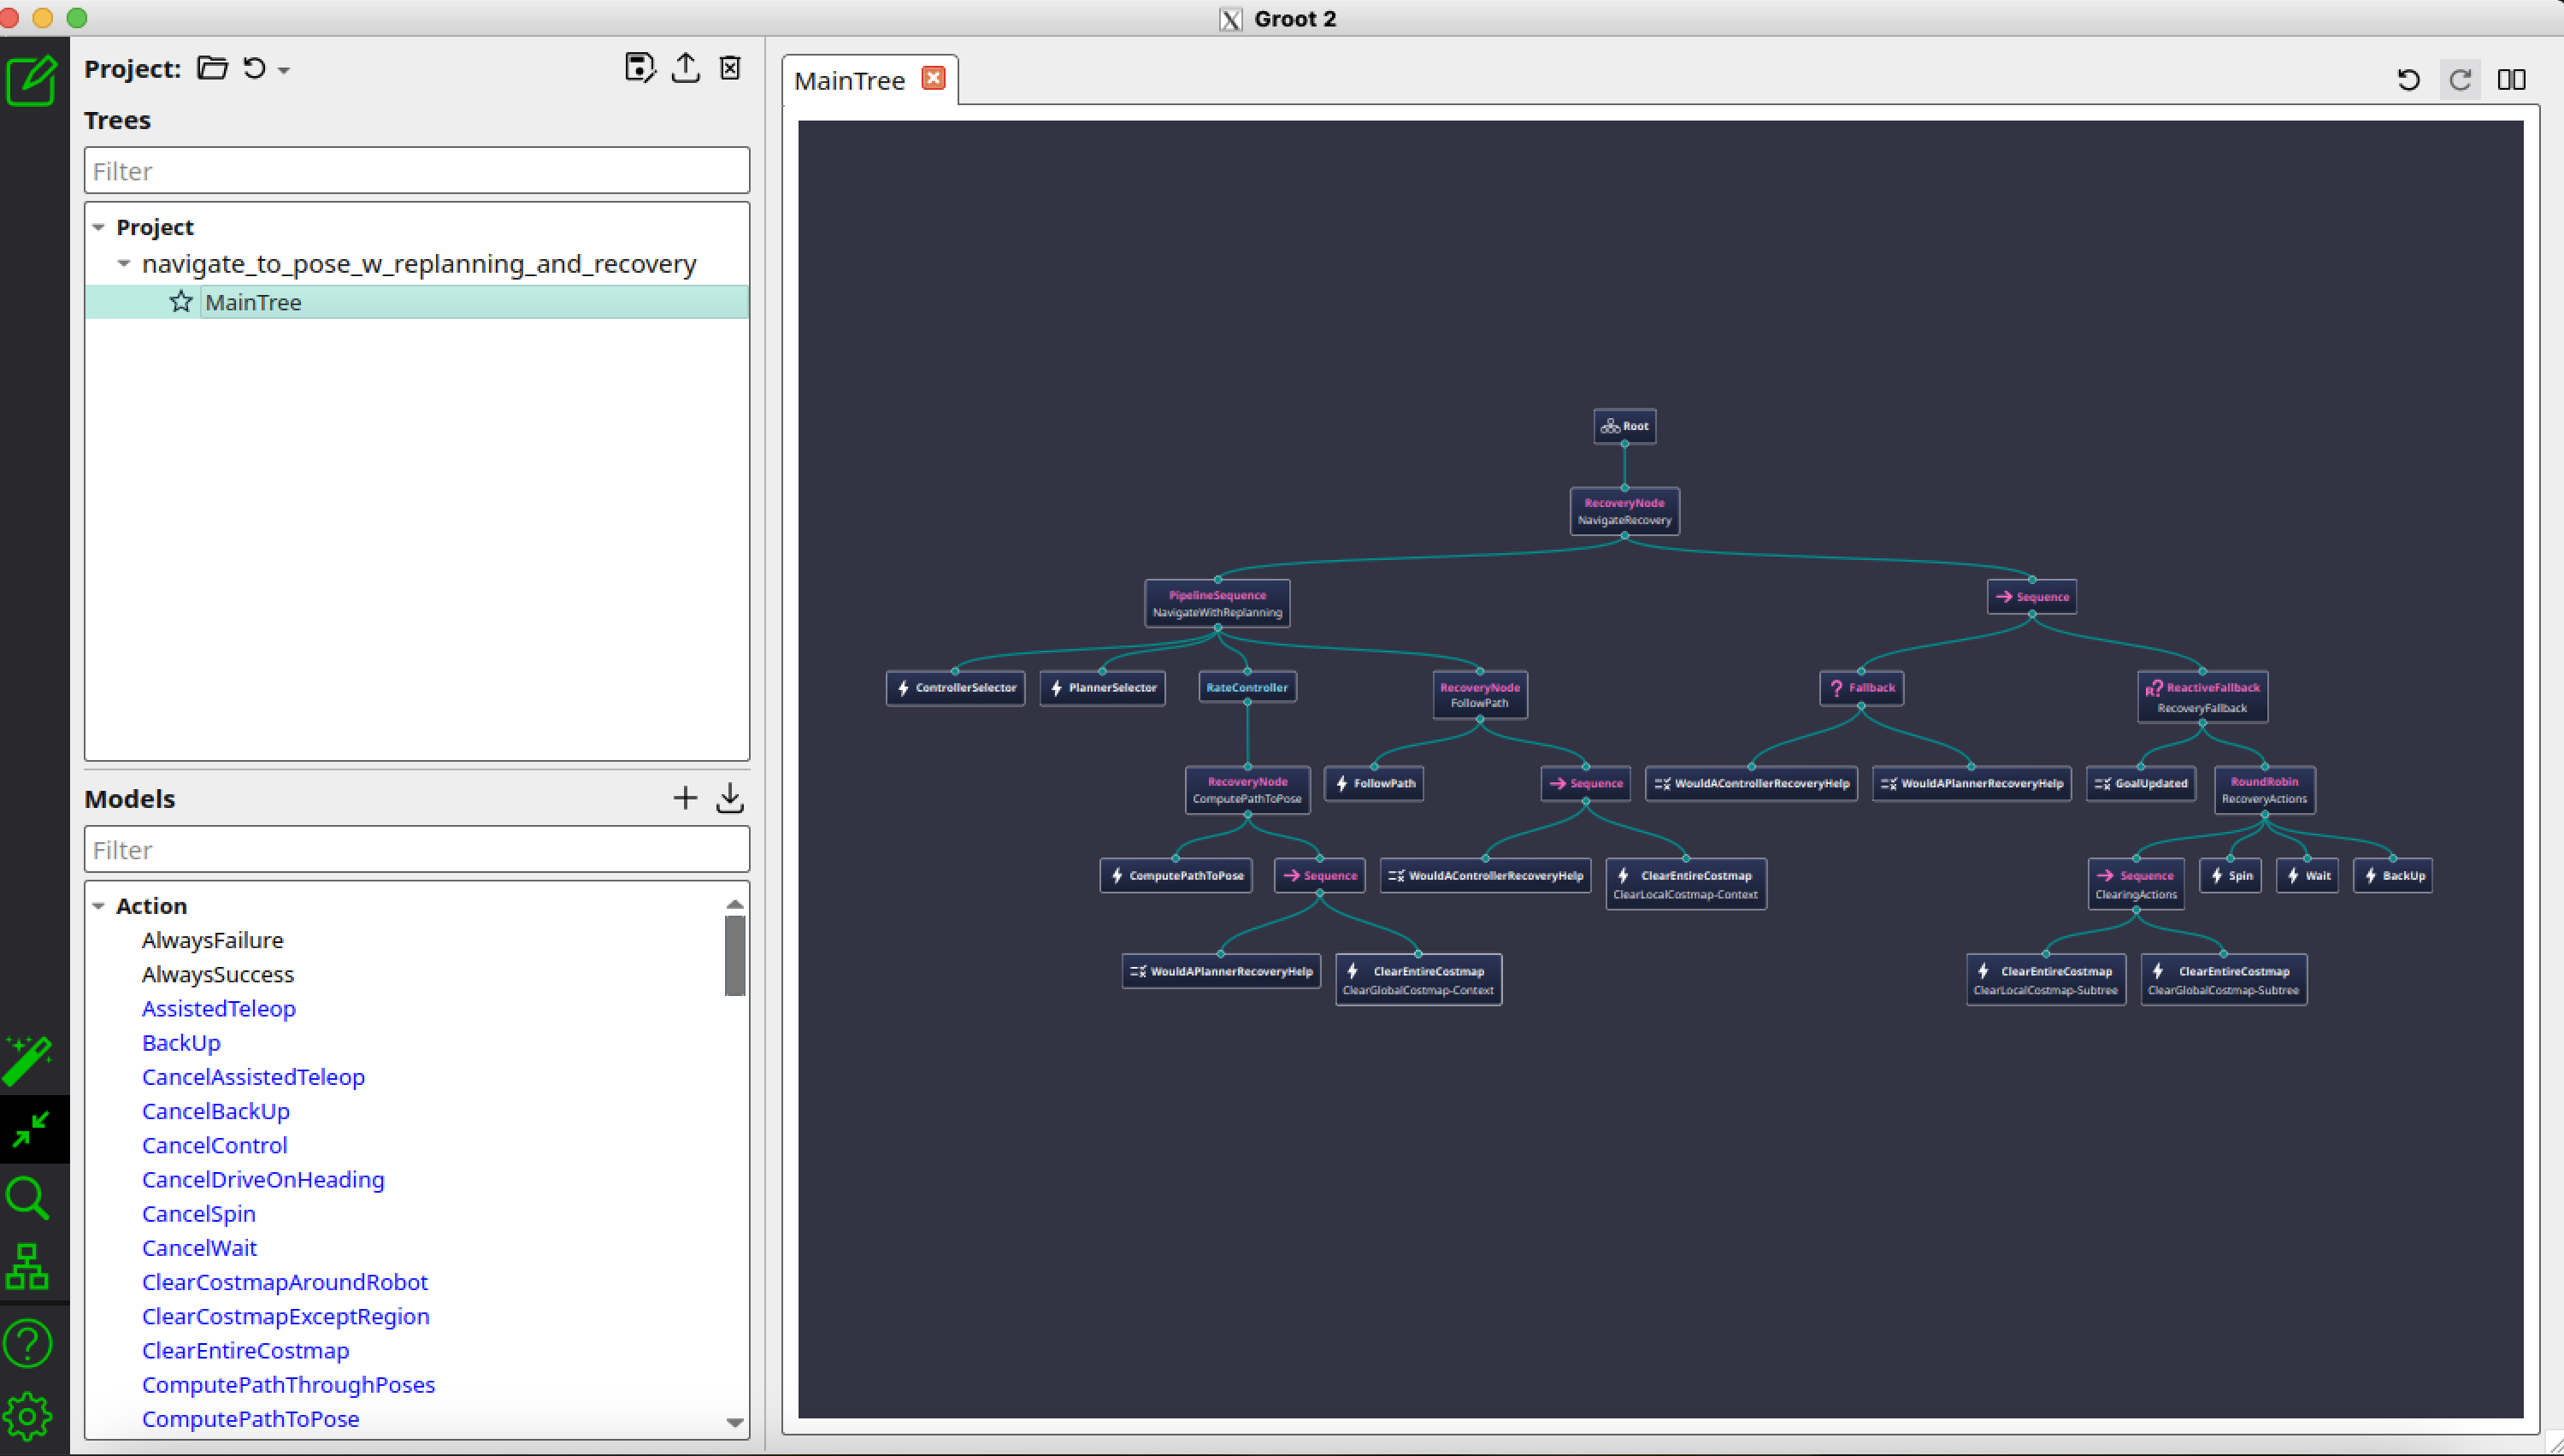 Groot 2
Project:
Trees
Filter
Project
navigate_to_pose_w_replanning_and_recovery
MainTree
Models
Filter
Action
AlwaysFailure
AlwaysSuccess
AssistedTeleop
BackUp
CancelAssistedTeleop
CancelBackUp
CancelControl
CancelDriveOnHeading
CancelSpin
CancelWait
ClearCostmapAroundRobot
ClearCostmapExceptRegion
ClearEntireCostmap
ComputePathThroughPoses
ComputePathToPose
MainTree
Root
RecoveryNode
NavigateRecovery
PipelineSequence
NavigateWithReplanning
Sequence
ControllerSelector
PlannerSelector
RateController
RecoveryNode
FollowPath
Fallback
ReactiveFallback
RecoveryFallback
RecoveryNode
ComputePathToPose
FollowPath
Sequence
WouldAControllerRecoveryHelp
WouldAPlannerRecoveryHelp
GoalUpdated
RoundRobin
RecoveryActions
ComputePathToPose
Sequence
WouldAControllerRecoveryHelp
ClearEntireCostmap
ClearLocalCostmap-Context
Sequence
ClearingActions
Spin
Wait
BackUp
WouldAPlannerRecoveryHelp
ClearEntireCostmap
ClearGlobalCostmap-Context
ClearEntireCostmap
ClearLocalCostmap-Subtree
ClearEntireCostmap
ClearGlobalCostmap-Subtree